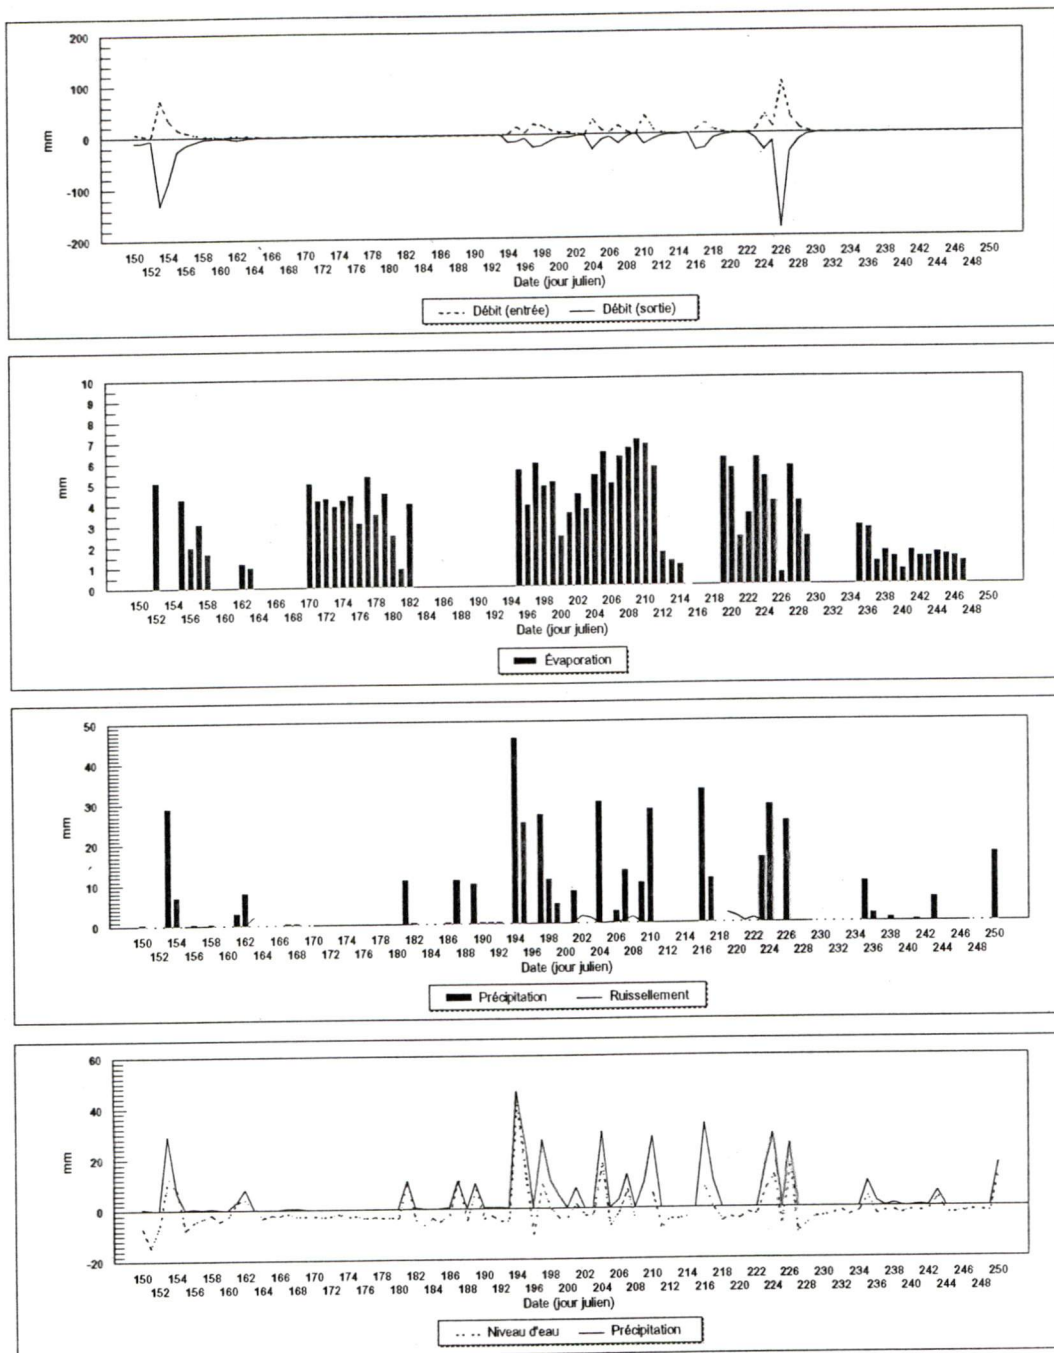 200
100
0
-100
-200
mm
150 154 158 162 166 170 174 178 182 186 190 194 198 202 206 210 214 218 222 226 230 234 238 242 246 250
152 156 160 164 168 172 176 180 184 188 192 196 200 204 208 212 216 220 224 228 232 236 240 244 248
Date (jour julien)
Débit (entrée) Débit (sortie)
10
9
8
7
6
5
4
3
2
1
0
mm
150 154 158 162 166 170 174 178 182 186 190 194 198 202 206 210 214 218 222 226 230 234 238 242 246 250
152 156 160 164 168 172 176 180 184 188 192 196 200 204 208 212 216 220 224 228 232 236 240 244 248
Date (jour julien)
Évaporation
50
40
30
20
10
0
mm
150 154 158 162 166 170 174 178 182 186 190 194 198 202 206 210 214 218 222 226 230 234 238 242 246 250
152 156 160 164 168 172 176 180 184 188 192 196 200 204 208 212 216 220 224 228 232 236 240 244 248
Date (jour julien)
Précipitation Ruissellement
60
40
20
0
-20
mm
150 154 158 162 166 170 174 178 182 186 190 194 198 202 206 210 214 218 222 226 230 234 238 242 246 250
152 156 160 164 168 172 176 180 184 188 192 196 200 204 208 212 216 220 224 228 232 236 240 244 248
Date (jour julien)
Niveau d'eau Précipitation